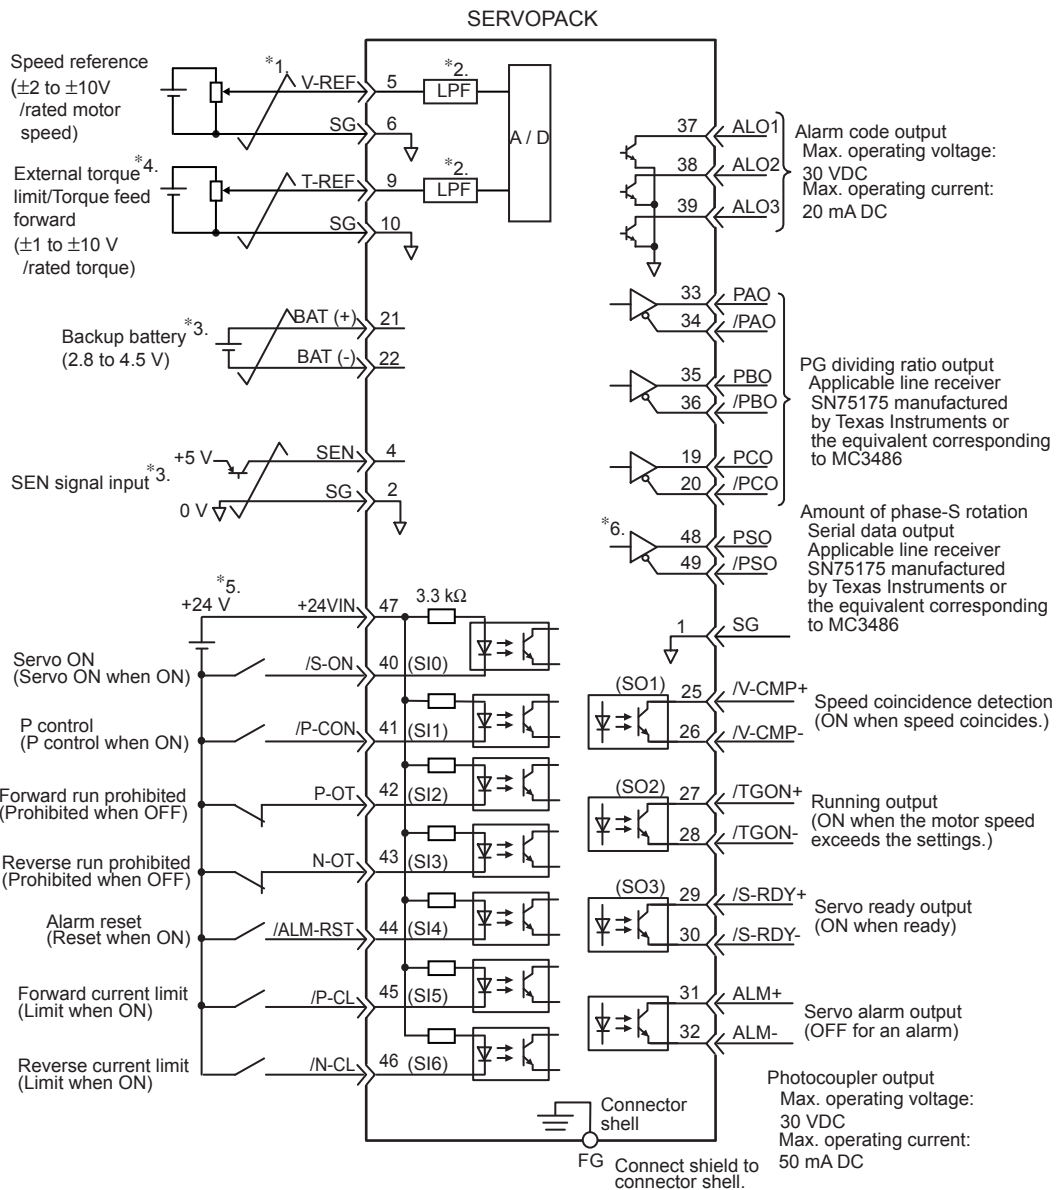 SERVOPACK
Speed reference
(±2 to ±10V
/rated motor
speed)
*1.
V-REF
5
*2.
LPF
SG
6
A / D
External torque *4.
limit/Torque feed
forward
(±1 to ±10 V
/rated torque)
T-REF
9
*2.
LPF
SG
10
Backup battery *3.
(2.8 to 4.5 V)
BAT (+)
21
BAT (-)
22
SEN signal input *3.
+5 V
SEN
4
0 V
SG
2
*5.
+24 V
+24VIN
47
3.3 kΩ
Servo ON
(Servo ON when ON)
/S-ON
40
(SI0)
P control
(P control when ON)
/P-CON
41
(SI1)
Forward run prohibited
(Prohibited when OFF)
P-OT
42
(SI2)
Reverse run prohibited
(Prohibited when OFF)
N-OT
43
(SI3)
Alarm reset
(Reset when ON)
/ALM-RST
44
(SI4)
Forward current limit
(Limit when ON)
/P-CL
45
(SI5)
Reverse current limit
(Limit when ON)
/N-CL
46
(SI6)
37
ALO1
38
ALO2
39
ALO3
Alarm code output
Max. operating voltage:
30 VDC
Max. operating current:
20 mA DC
33
PAO
34
/PAO
35
PBO
36
/PBO
19
PCO
20
/PCO
PG dividing ratio output
Applicable line receiver
SN75175 manufactured
by Texas Instruments or
the equivalent corresponding
to MC3486
*6.
48
PSO
49
/PSO
Amount of phase-S rotation
Serial data output
Applicable line receiver
SN75175 manufactured
by Texas Instruments or
the equivalent corresponding
to MC3486
1
SG
(SO1)
25
/V-CMP+
26
/V-CMP-
Speed coincidence detection
(ON when speed coincides.)
(SO2)
27
/TGON+
28
/TGON-
Running output
(ON when the motor speed
exceeds the settings.)
(SO3)
29
/S-RDY+
30
/S-RDY-
Servo ready output
(ON when ready)
31
ALM+
32
ALM-
Servo alarm output
(OFF for an alarm)
Photocoupler output
Max. operating voltage:
30 VDC
Max. operating current:
50 mA DC
Connector
shell
FG
Connect shield to
connector shell.